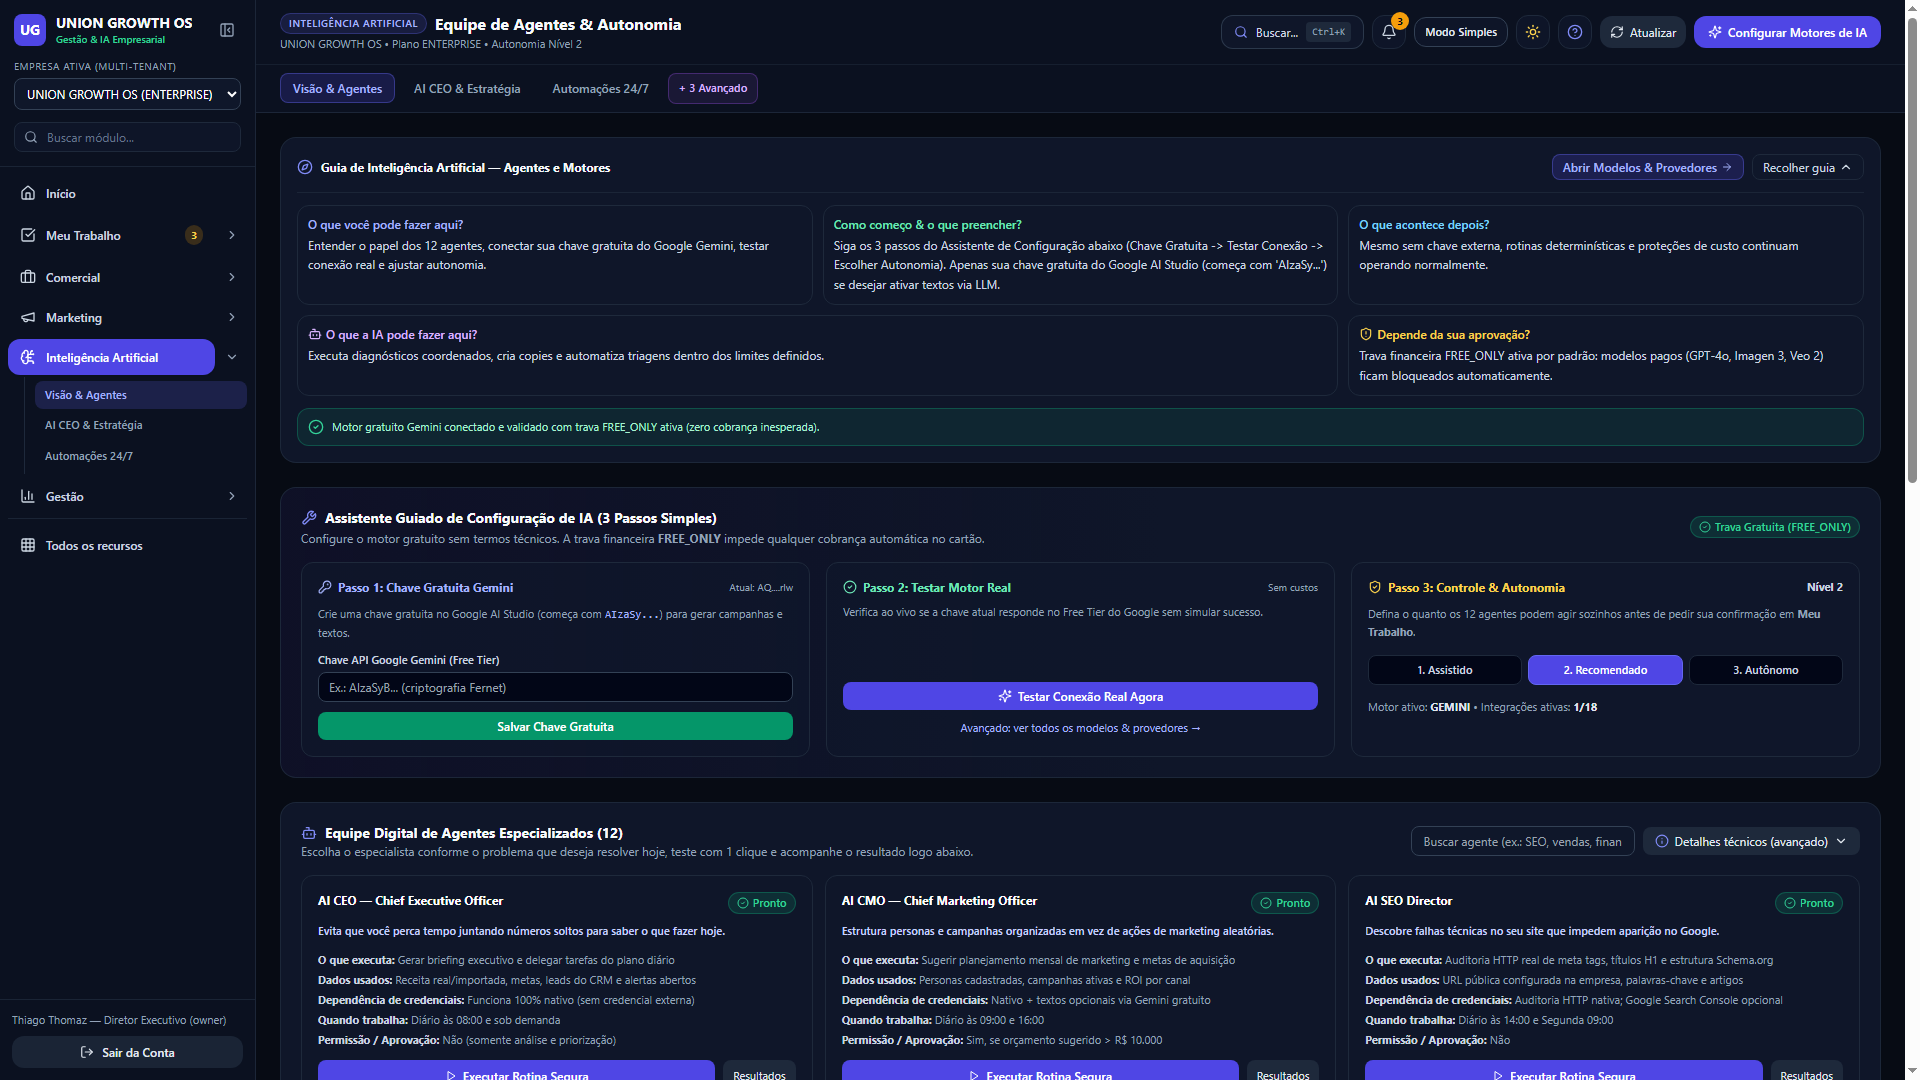 UG
UNION GROWTH OS
Gestão & IA Empresarial
EMPRESA ATIVA (MULTI-TENANT)
UNION GROWTH OS (ENTERPRISE)
Buscar módulo...
Início
Meu Trabalho
3
Comercial
Marketing
Inteligência Artificial
Visão & Agentes
AI CEO & Estratégia
Automações 24/7
Gestão
Todos os recursos
Thiago Thomaz — Diretor Executivo (owner)
Sair da Conta
INTELIGÊNCIA ARTIFICIAL
Equipe de Agentes & Autonomia
UNION GROWTH OS • Plano ENTERPRISE • Autonomia Nível 2
Buscar...
Ctrl+K
3
Modo Simples
Atualizar
Configurar Motores de IA
Visão & Agentes
AI CEO & Estratégia
Automações 24/7
+ 3 Avançado
Guia de Inteligência Artificial — Agentes e Motores
Abrir Modelos & Provedores →
Recolher guia
O que você pode fazer aqui?
Entender o papel dos 12 agentes, conectar sua chave gratuita do Google Gemini, testar
conexão real e ajustar autonomia.
Como começo & o que preencher?
Siga os 3 passos do Assistente de Configuração abaixo (Chave Gratuita -> Testar Conexão ->
Escolher Autonomia). Apenas sua chave gratuita do Google AI Studio (começa com 'AIzaSy...')
se desejar ativar textos via LLM.
O que acontece depois?
Mesmo sem chave externa, rotinas determinísticas e proteções de custo continuam
operando normalmente.
O que a IA pode fazer aqui?
Executa diagnósticos coordenados, cria copies e automatiza triagens dentro dos limites definidos.
Depende da sua aprovação?
Trava financeira FREE_ONLY ativa por padrão: modelos pagos (GPT-4o, Imagen 3, Veo 2)
ficam bloqueados automaticamente.
Motor gratuito Gemini conectado e validado com trava FREE_ONLY ativa (zero cobrança inesperada).
Assistente Guiado de Configuração de IA (3 Passos Simples)
Configure o motor gratuito sem termos técnicos. A trava financeira FREE_ONLY impede qualquer cobrança automática no cartão.
Trava Gratuita (FREE_ONLY)
Passo 1: Chave Gratuita Gemini
Atual: AQ....rlw
Crie uma chave gratuita no Google AI Studio (começa com AIzaSy...) para gerar campanhas e
textos.
Chave API Google Gemini (Free Tier)
Ex.: AIzaSyB... (criptografia Fernet)
Salvar Chave Gratuita
Passo 2: Testar Motor Real
Sem custos
Verifica ao vivo se a chave atual responde no Free Tier do Google sem simular sucesso.
Testar Conexão Real Agora
Avançado: ver todos os modelos & provedores →
Passo 3: Controle & Autonomia
Nível 2
Defina o quanto os 12 agentes podem agir sozinhos antes de pedir sua confirmação em Meu
Trabalho.
1. Assistido
2. Recomendado
3. Autônomo
Motor ativo: GEMINI • Integrações ativas: 1/18
Equipe Digital de Agentes Especializados (12)
Escolha o especialista conforme o problema que deseja resolver hoje, teste com 1 clique e acompanhe o resultado logo abaixo.
Buscar agente (ex.: SEO, vendas, finan
Detalhes técnicos (avançado)
AI CEO — Chief Executive Officer
Pronto
Evita que você perca tempo juntando números soltos para saber o que fazer hoje.
O que executa: Gerar briefing executivo e delegar tarefas do plano diário
Dados usados: Receita real/importada, metas, leads do CRM e alertas abertos
Dependência de credenciais: Funciona 100% nativo (sem credencial externa)
Quando trabalha: Diário às 08:00 e sob demanda
Permissão / Aprovação: Não (somente análise e priorização)
Executar Rotina Segura
Resultados
AI CMO — Chief Marketing Officer
Pronto
Estrutura personas e campanhas organizadas em vez de ações de marketing aleatórias.
O que executa: Sugerir planejamento mensal de marketing e metas de aquisição
Dados usados: Personas cadastradas, campanhas ativas e ROI por canal
Dependência de credenciais: Nativo + textos opcionais via Gemini gratuito
Quando trabalha: Diário às 09:00 e 16:00
Permissão / Aprovação: Sim, se orçamento sugerido > R$ 10.000
Executar Rotina Segura
Resultados
AI SEO Director
Pronto
Descobre falhas técnicas no seu site que impedem aparição no Google.
O que executa: Auditoria HTTP real de meta tags, títulos H1 e estrutura Schema.org
Dados usados: URL pública configurada na empresa, palavras-chave e artigos
Dependência de credenciais: Auditoria HTTP nativa; Google Search Console opcional
Quando trabalha: Diário às 14:00 e Segunda 09:00
Permissão / Aprovação: Não
Executar Rotina Segura
Resultados